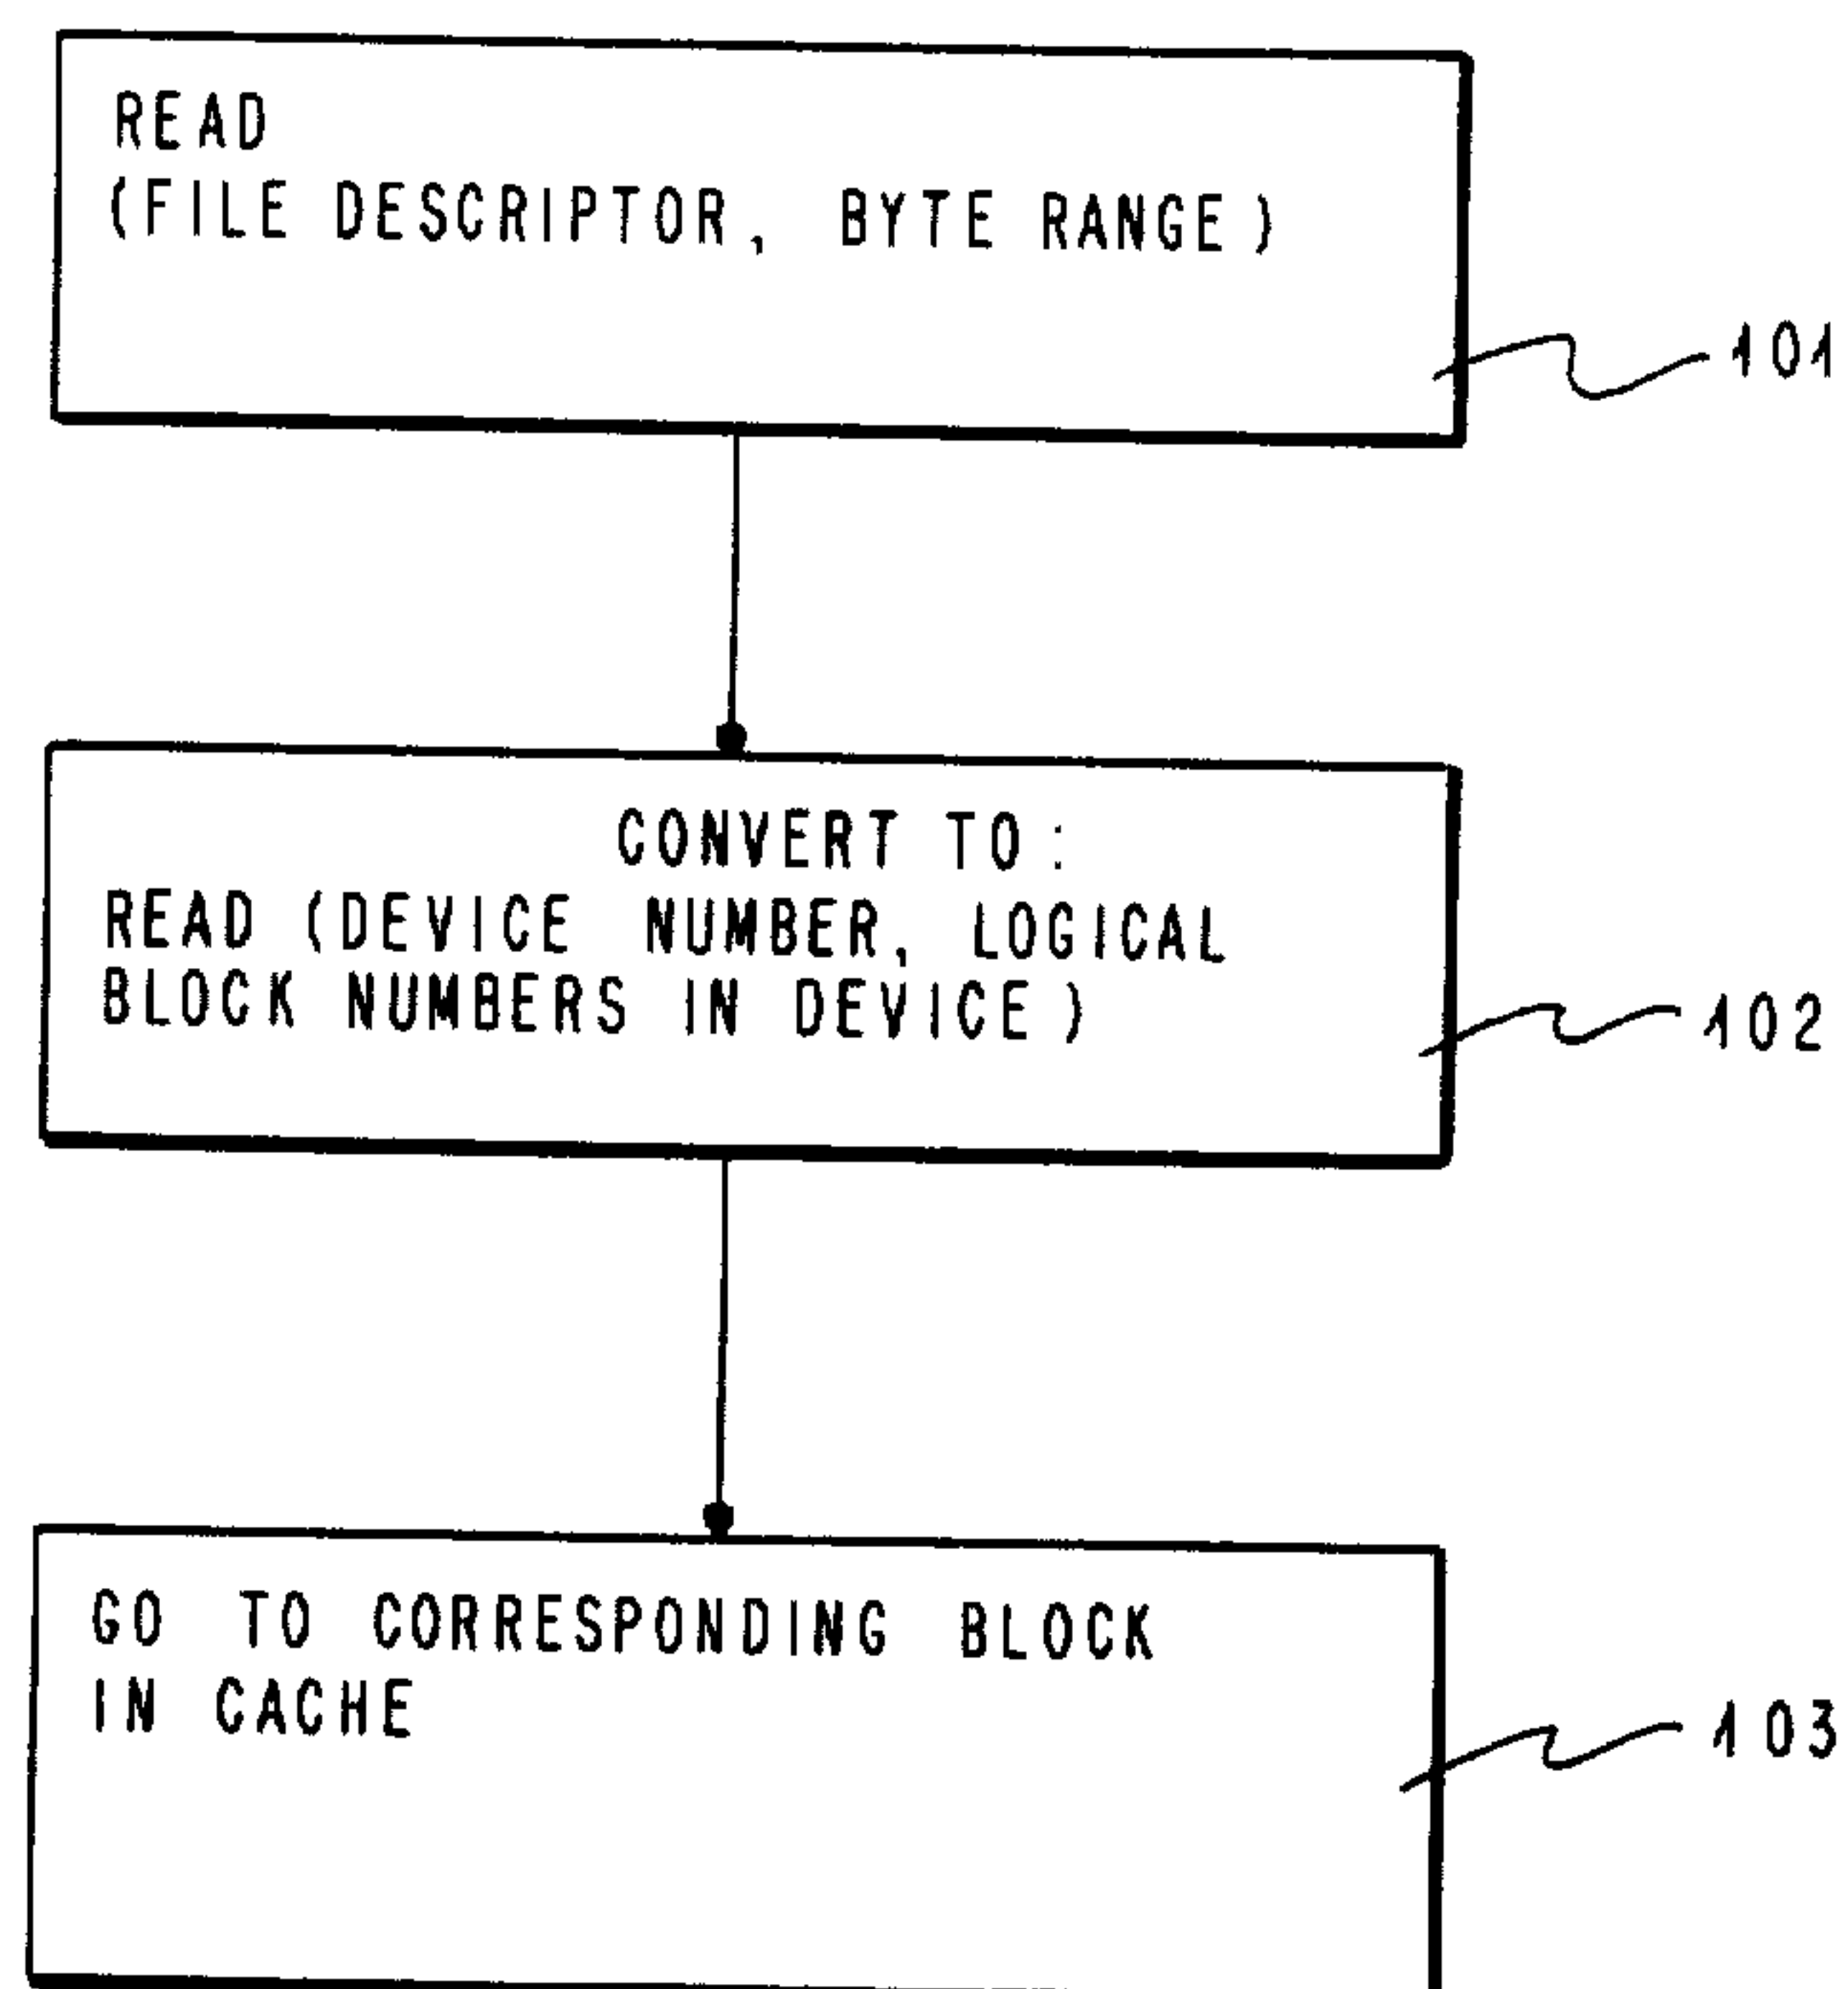 READ
(FILE DESCRIPTOR, BYTE RANGE)
101
CONVERT TO:
READ (DEVICE NUMBER, LOGICAL
BLOCK NUMBERS IN DEVICE)
102
GO TO CORRESPONDING BLOCK
IN CACHE
103